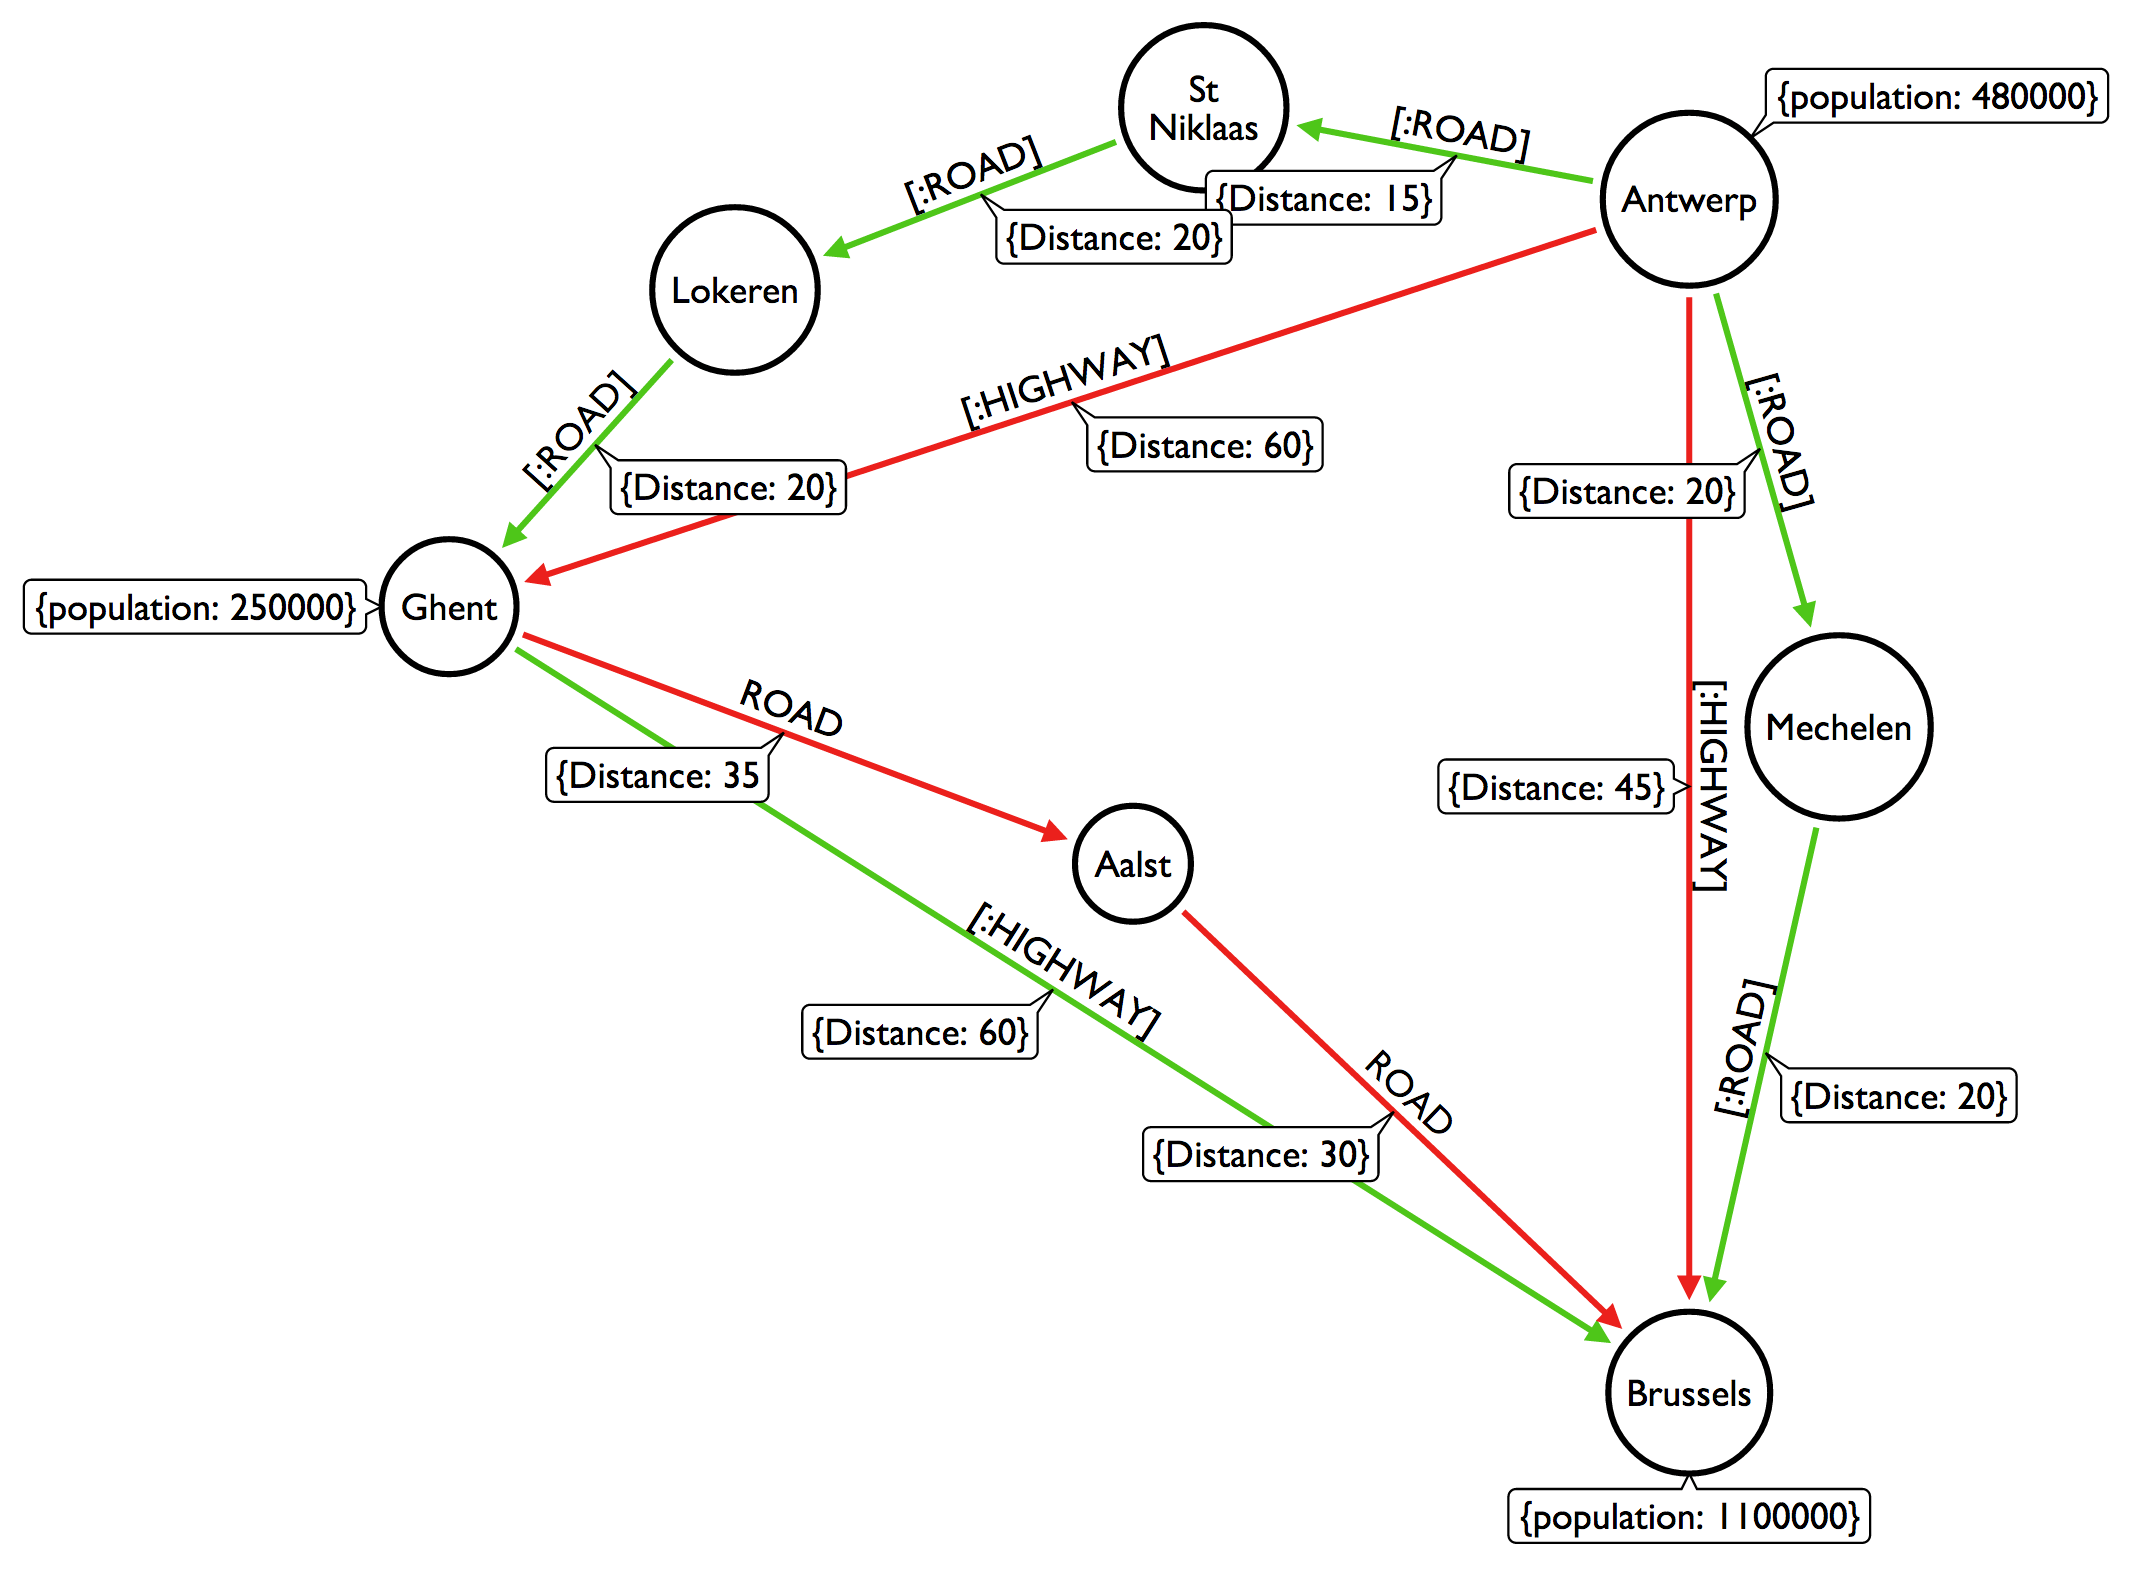 St
Niklaas
[:ROAD]
{population: 480000}
Antwerp
[:ROAD]
{Distance: 15}
{Distance: 20}
Lokeren
[:HIGHWAY]
{Distance: 60}
[:ROAD]
{Distance: 20}
[:ROAD]
{Distance: 20}
{population: 250000}
Ghent
ROAD
{Distance: 35
[:HIGHWAY]
{Distance: 45}
Mechelen
Aalst
[:HIGHWAY]
{Distance: 60}
ROAD
{Distance: 30}
[:ROAD]
{Distance: 20}
Brussels
{population: 1100000}